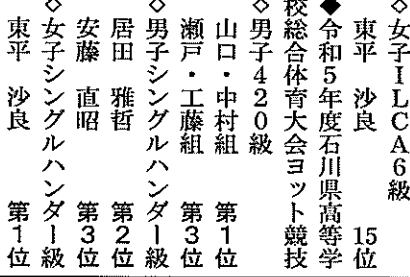 ◇女子ILCA6級
東平 沙良 15位
◆令和5年度石川県高等学
校総合体育大会ヨット競技
◇男子420級
山口・中村組 第1位
瀬戸・工藤組 第3位
◇男子シングルハンダー級
居田 雅哲 第2位
安藤 直昭 第3位
◇女子シングルハンダー級
東平 沙良 第1位